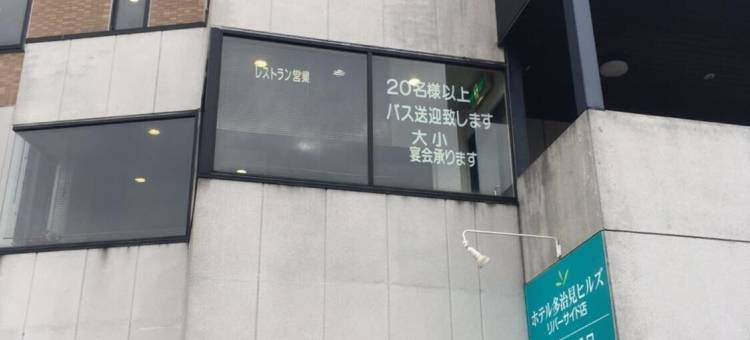 レストラン営業
20名様以上
バス送迎致します
大小
宴会承ります
ホテル多治見ヒルズ
リバーサイド店